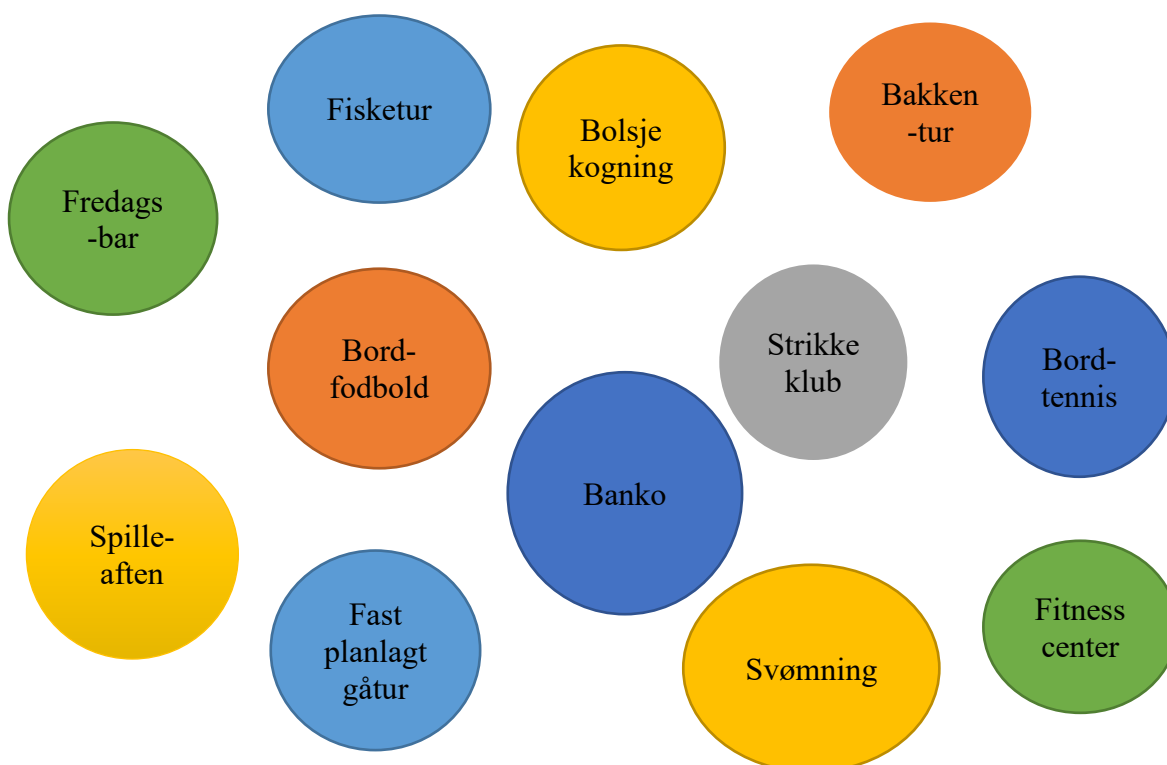 Fisketur
Bolsje
kogning
Bakken
-tur
Fredags
-bar
Bord-
fodbold
Strikke
klub
Bord-
tennis
Banko
Spille-
aften
Fast
planlagt
gåtur
Svømning
Fitness
center